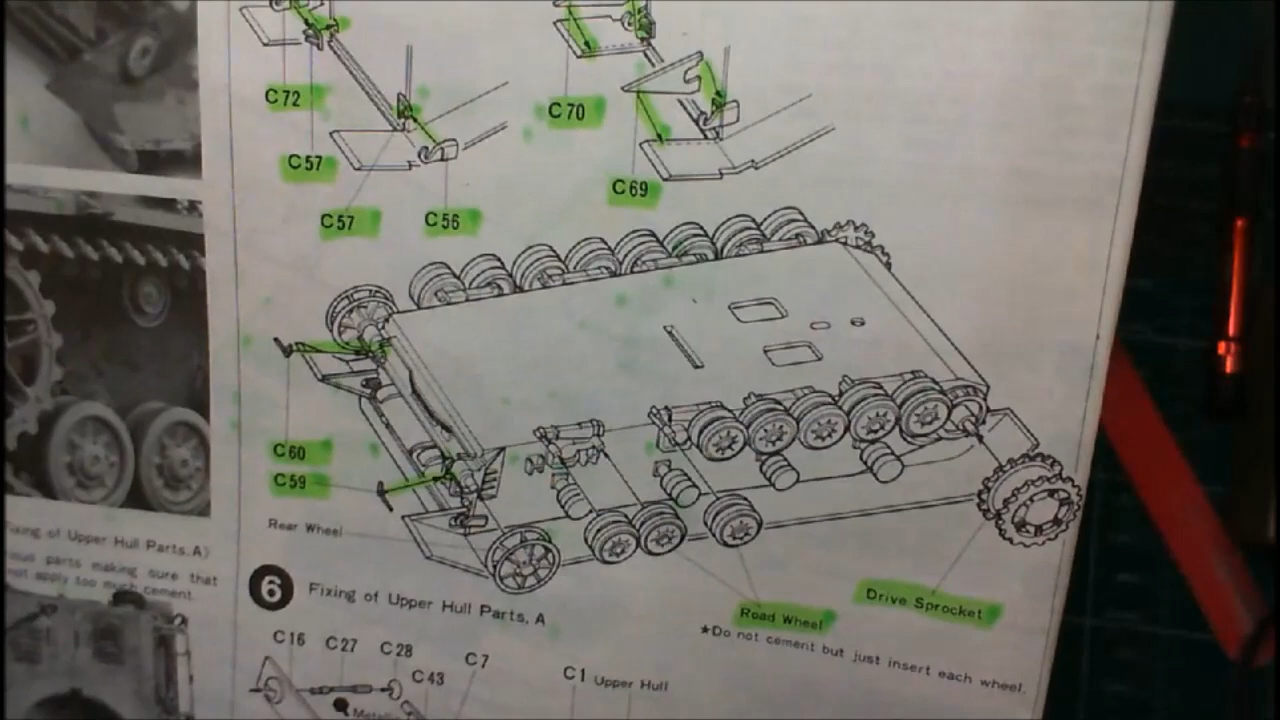 C72
C70
C57
C69
C57
C56
C60
C59
Rear Wheel
Drive Sprocket
Road Wheel
★Do not cement but just insert each wheel.
6 Fixing of Upper Hull Parts, A
C16
C27
C28
C7
C43
C1 Upper Hull
of Upper Hull Parts, A)
parts making sure that
not apply too much cement.